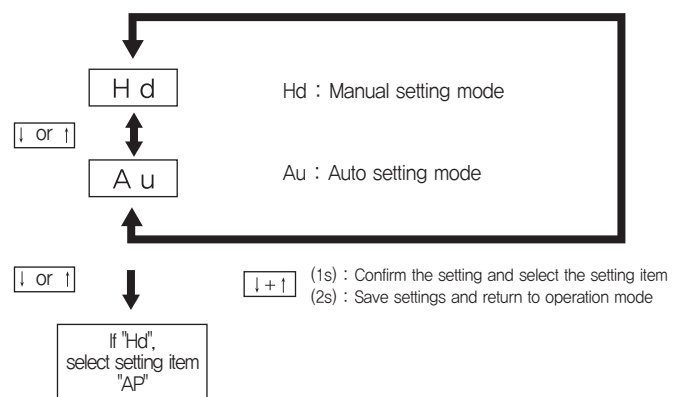 H d
Hd : Manual setting mode
↓ or ↑
A u
Au : Auto setting mode
↓ or ↑
↓+↑
(1s) : Confirm the setting and select the setting item
(2s) : Save settings and return to operation mode
If "Hd",
select setting item
"AP"